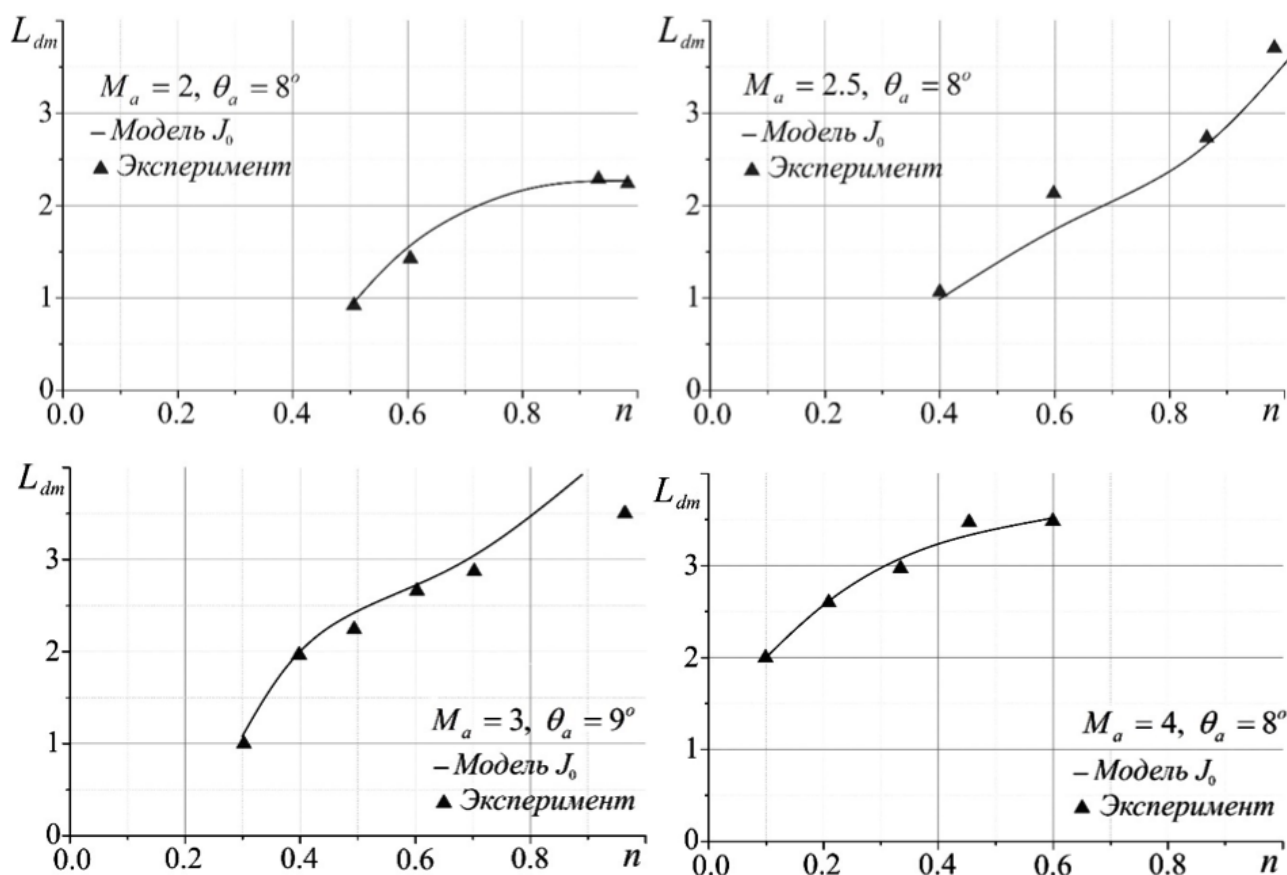 L_dm
M_a = 2, θ_a = 8°
3
– Модель J_0
▲ Эксперимент
2
1
0
0.0 0.2 0.4 0.6 0.8 n
L_dm
M_a = 2.5, θ_a = 8°
3
– Модель J_0
▲ Эксперимент
2
1
0
0.0 0.2 0.4 0.6 0.8 n
L_dm
3
2
M_a = 3, θ_a = 9°
1
– Модель J_0
▲ Эксперимент
0
0.0 0.2 0.4 0.6 0.8 n
L_dm
3
2
M_a = 4, θ_a = 8°
1
– Модель J_0
▲ Эксперимент
0
0.0 0.2 0.4 0.6 0.8 n